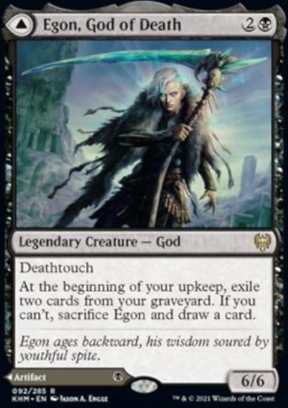 Egon, God of Death 2
Legendary Creature — God
Deathtouch
At the beginning of your upkeep, exile
two cards from your graveyard. If you
can't, sacrifice Egon and draw a card.
Egon ages backward, his wisdom soured by
youthful spite.
Artifact
6/6
092/285 R
KHM • EN Jason A. Engle
™ & © 2021 Wizards of the Coast